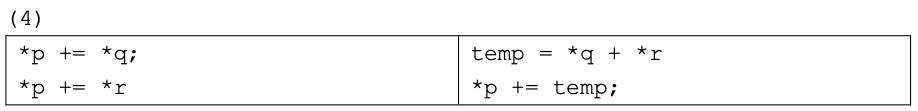 (4)
*p += *q; temp = *q + *r
*p += *r *p += temp;